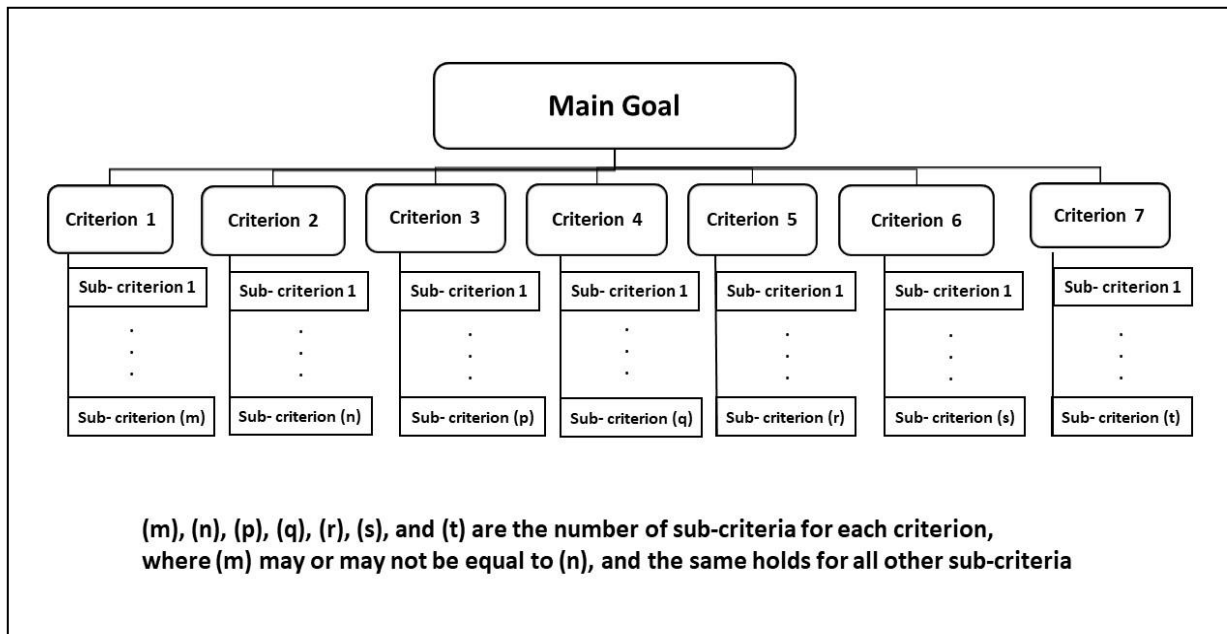 Main Goal
Criterion 1
Criterion 2
Criterion 3
Criterion 4
Criterion 5
Criterion 6
Criterion 7
Sub- criterion 1
Sub- criterion 1
Sub- criterion 1
Sub- criterion 1
Sub- criterion 1
Sub- criterion 1
Sub- criterion 1
Sub- criterion (m)
Sub- criterion (n)
Sub- criterion (p)
Sub- criterion (q)
Sub- criterion (r)
Sub- criterion (s)
Sub- criterion (t)
(m), (n), (p), (q), (r), (s), and (t) are the number of sub-criteria for each criterion,
where (m) may or may not be equal to (n), and the same holds for all other sub-criteria